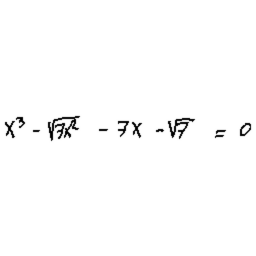 x³ - √7x² - 7x - √7 = 0